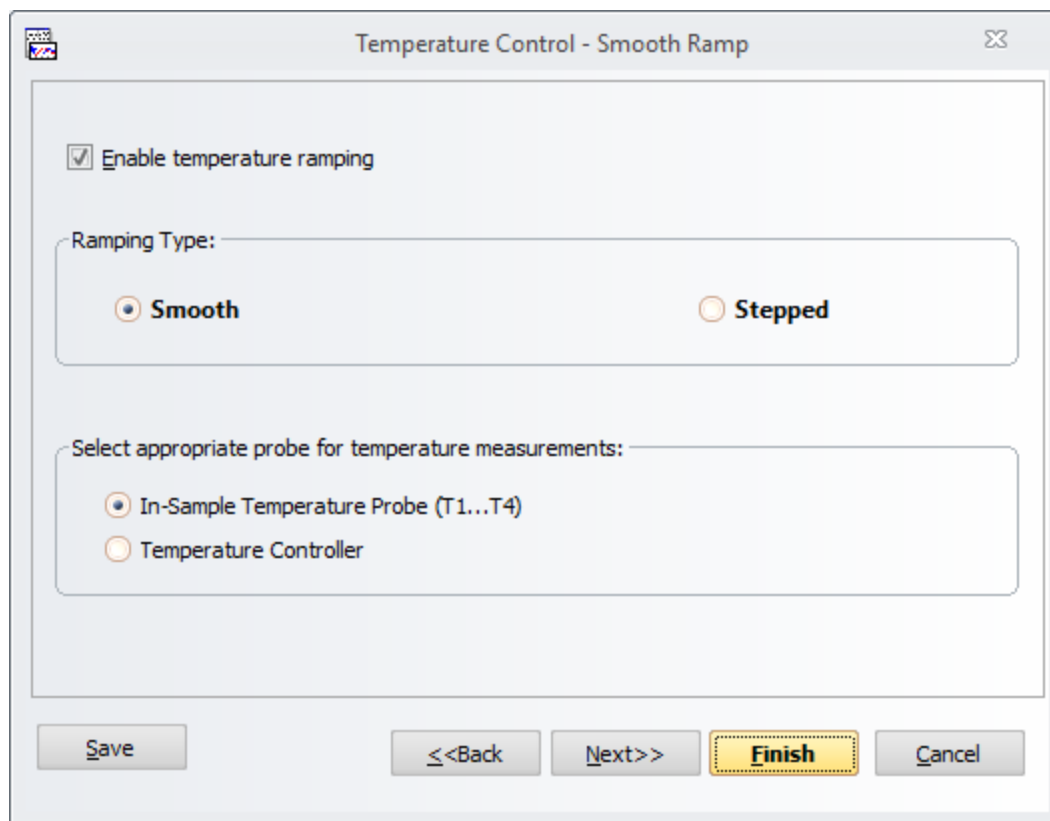 Temperature Control - Smooth Ramp
Enable temperature ramping
Ramping Type:
Smooth
Stepped
Select appropriate probe for temperature measurements:
In-Sample Temperature Probe (T1...T4)
Temperature Controller
Save
<<Back
Next>>
Finish
Cancel